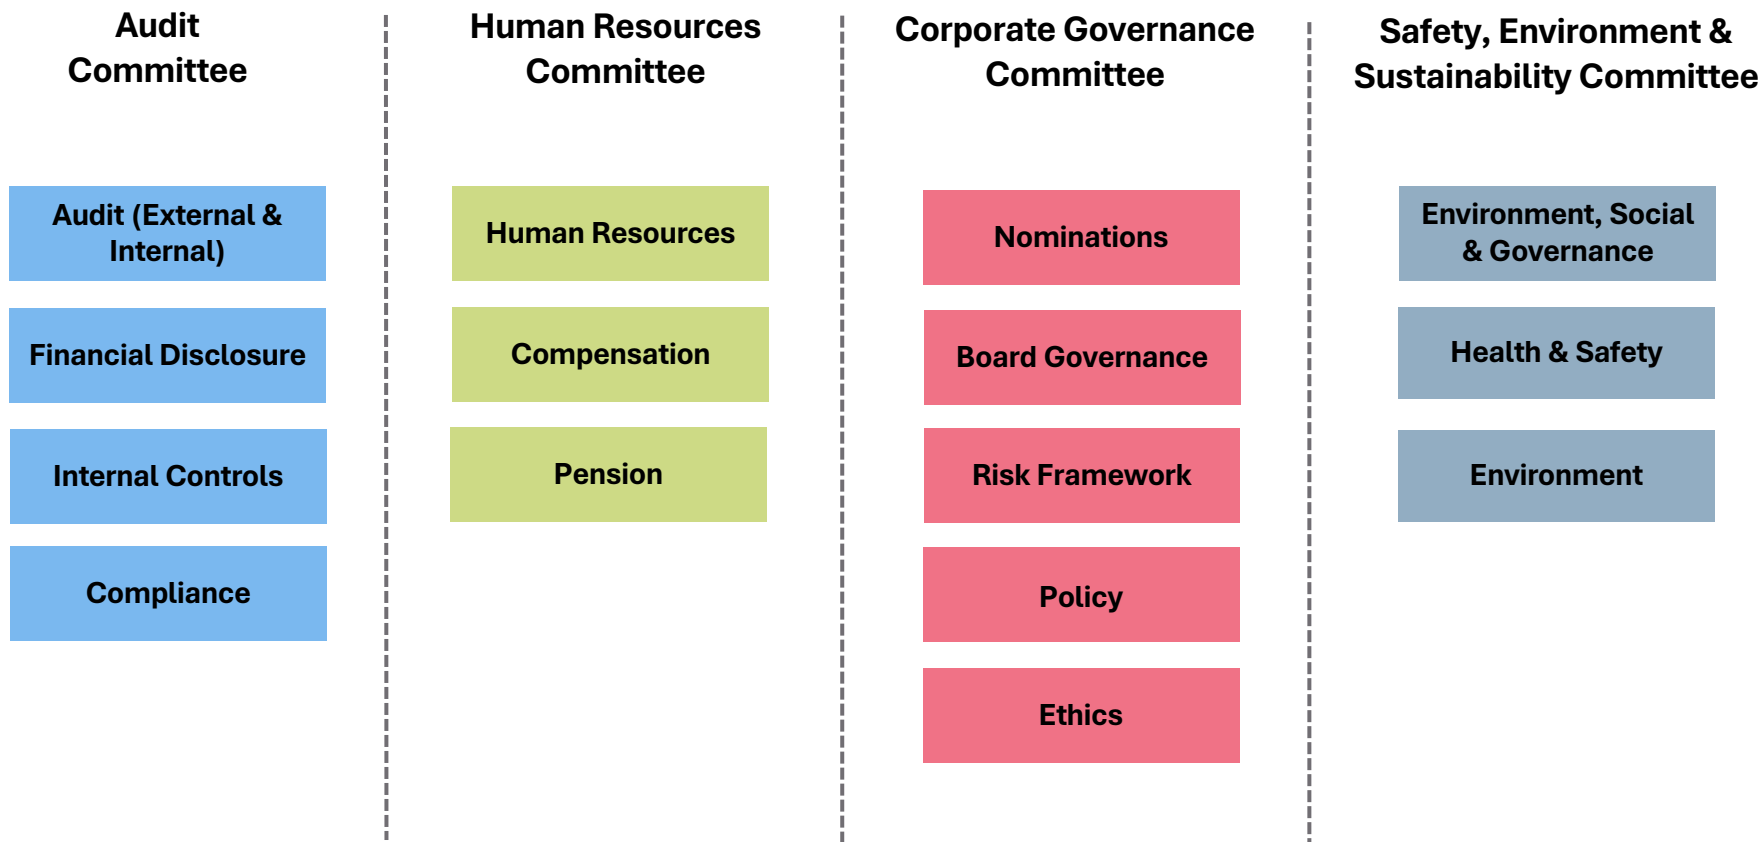 Audit
Committee
Audit (External &
Internal)
Financial Disclosure
Internal Controls
Compliance
Human Resources
Committee
Human Resources
Compensation
Pension
Corporate Governance
Committee
Nominations
Board Governance
Risk Framework
Policy
Ethics
Safety, Environment &
Sustainability Committee
Environment, Social
& Governance
Health & Safety
Environment